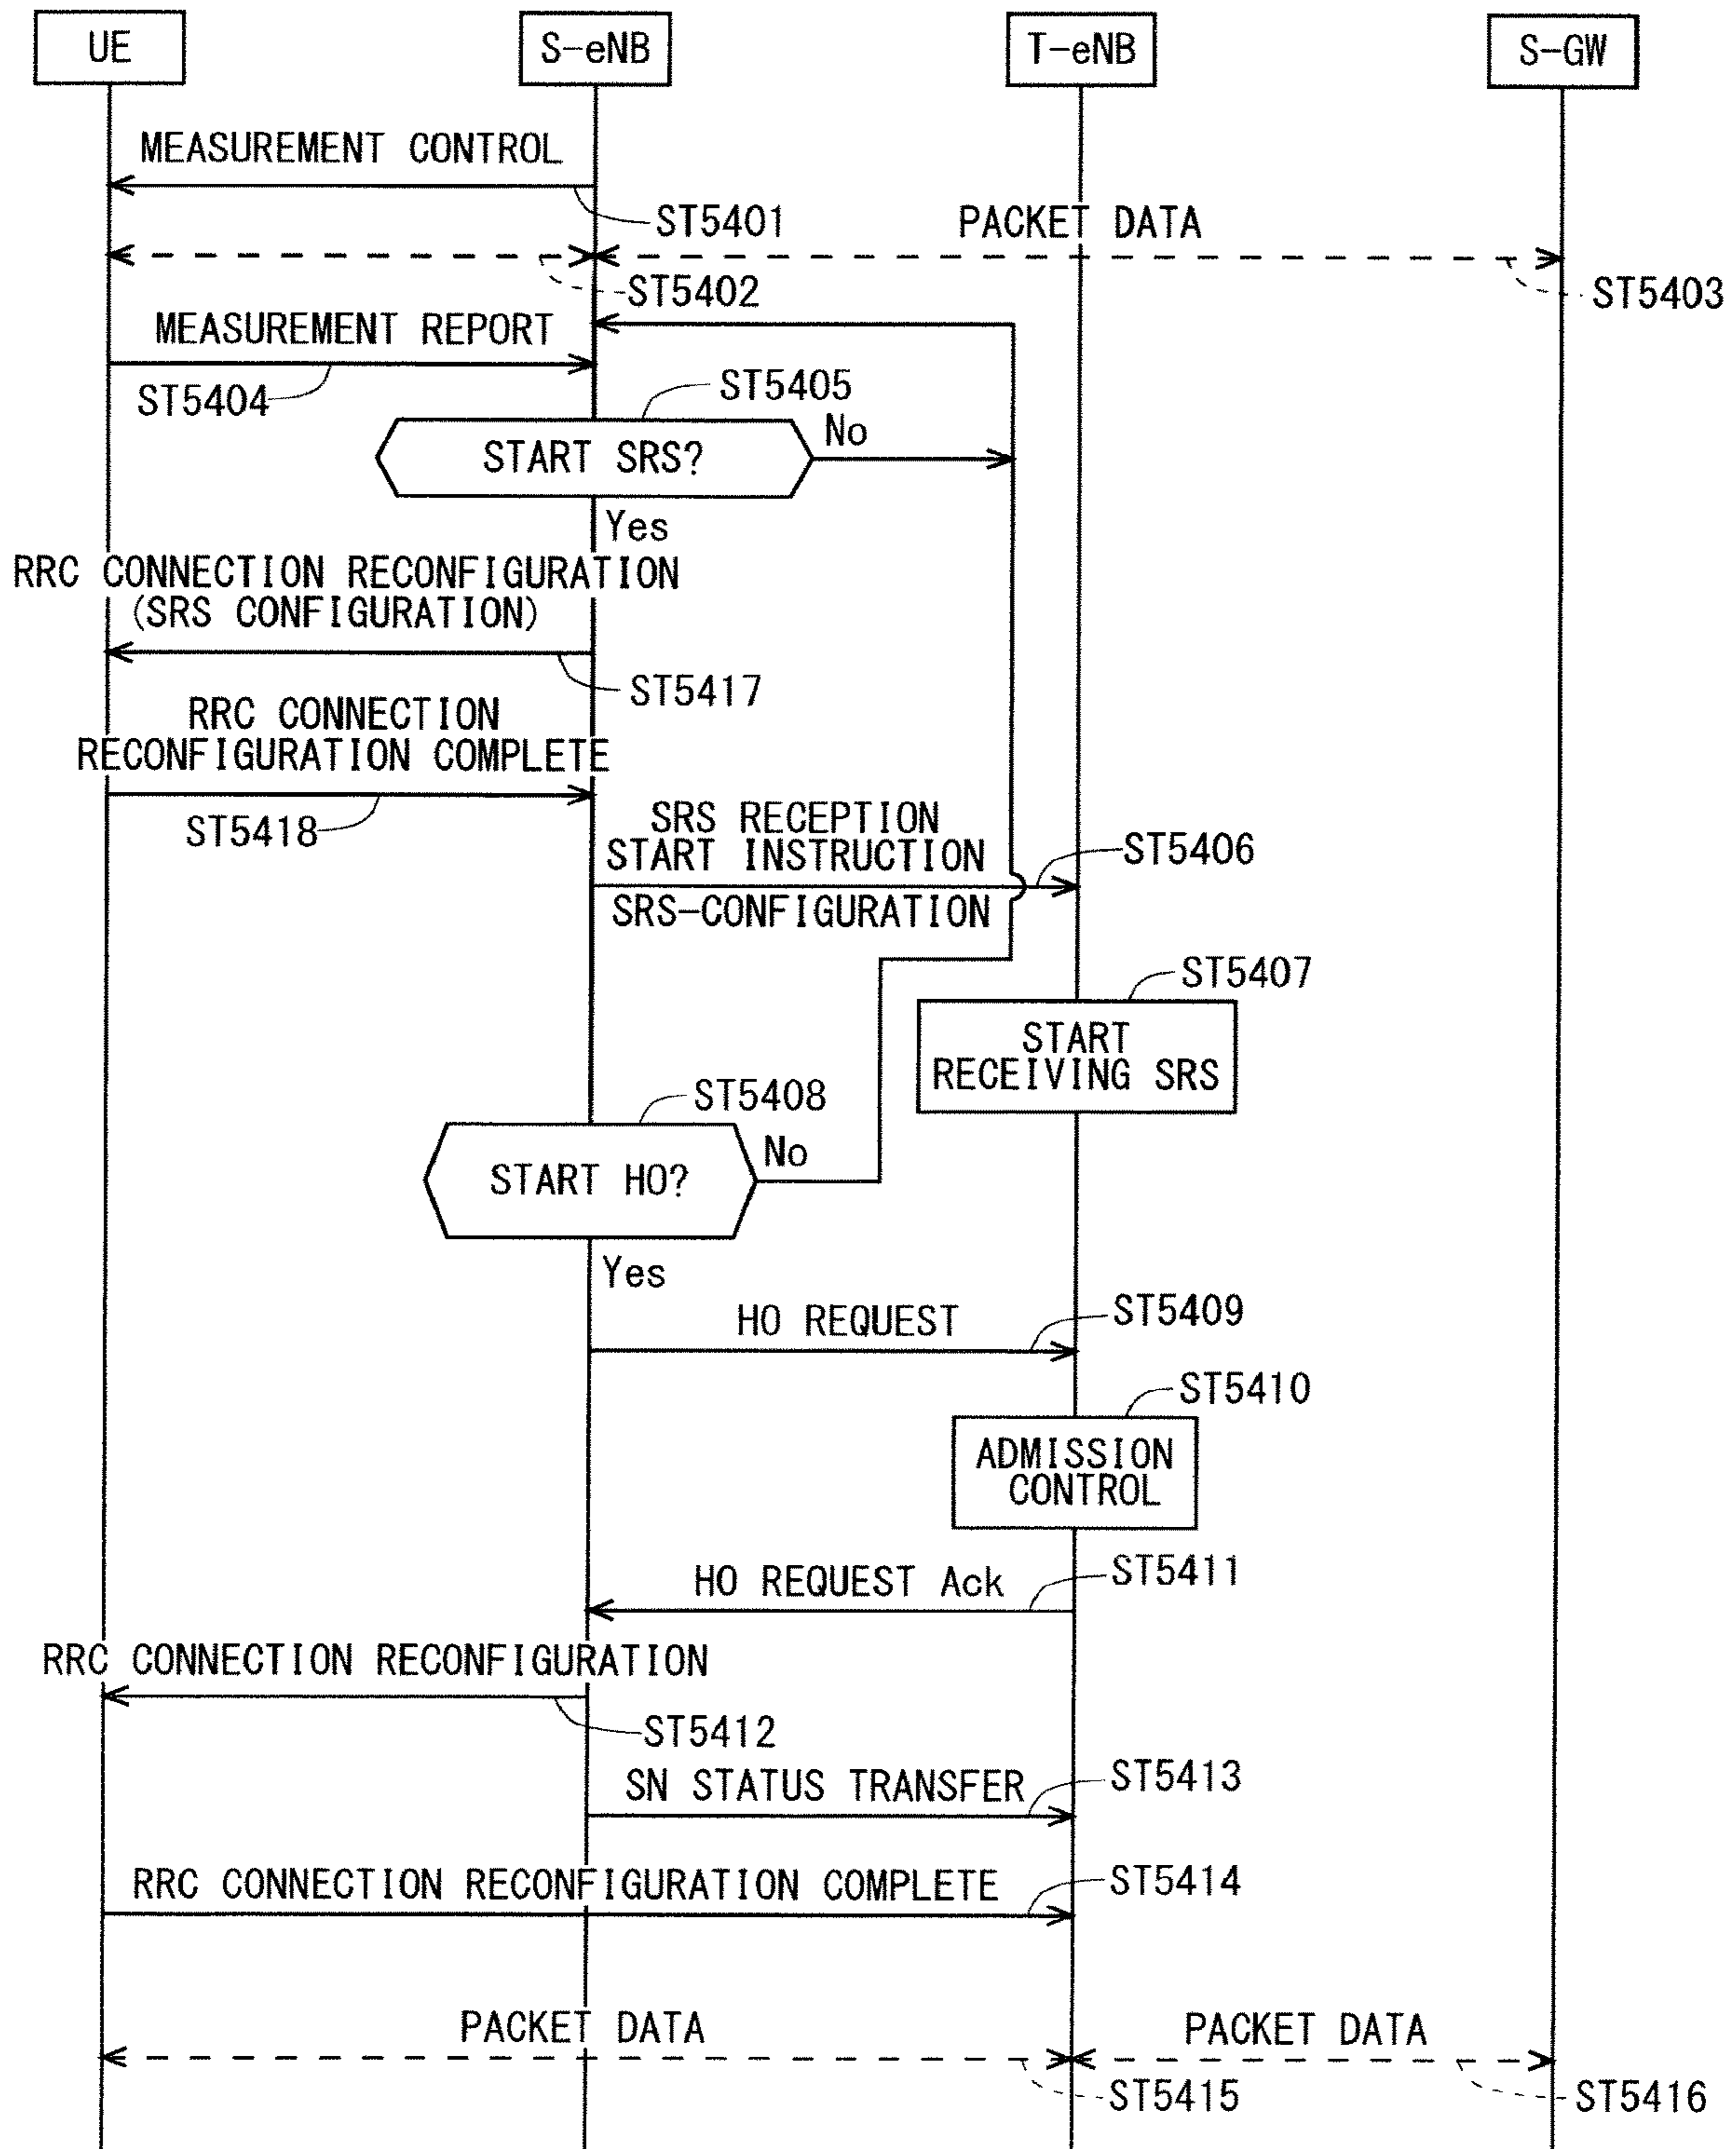 UE
S-eNB
T-eNB
S-GW
MEASUREMENT CONTROL
ST5401
PACKET DATA
ST5402
ST5403
MEASUREMENT REPORT
ST5404
ST5405
START SRS?
No
Yes
RRC CONNECTION RECONFIGURATION
(SRS CONFIGURATION)
ST5417
RRC CONNECTION
RECONFIGURATION COMPLETE
ST5418
SRS RECEPTION
START INSTRUCTION
ST5406
SRS-CONFIGURATION
ST5407
START
RECEIVING SRS
ST5408
START HO?
No
Yes
HO REQUEST
ST5409
ST5410
ADMISSION
CONTROL
HO REQUEST Ack
ST5411
RRC CONNECTION RECONFIGURATION
ST5412
SN STATUS TRANSFER
ST5413
RRC CONNECTION RECONFIGURATION COMPLETE
ST5414
PACKET DATA
PACKET DATA
ST5415
ST5416